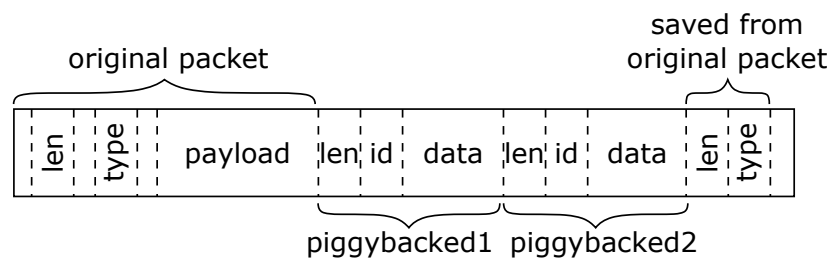 saved from
original packet
original packet
len type payload len id data len id data len type
piggybacked1 piggybacked2